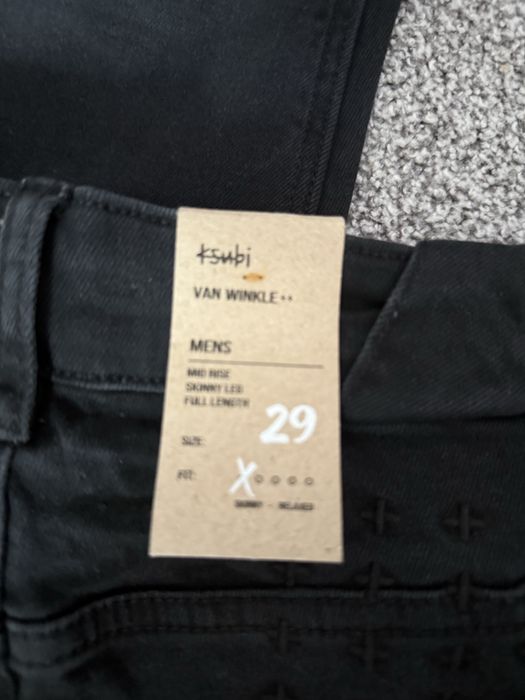 ksubi
VAN WINKLE++
MENS
MID RISE
SKINNY LEG
FULL LENGTH
SIZE: 29
FIT: X
SKINNY - RELAXED